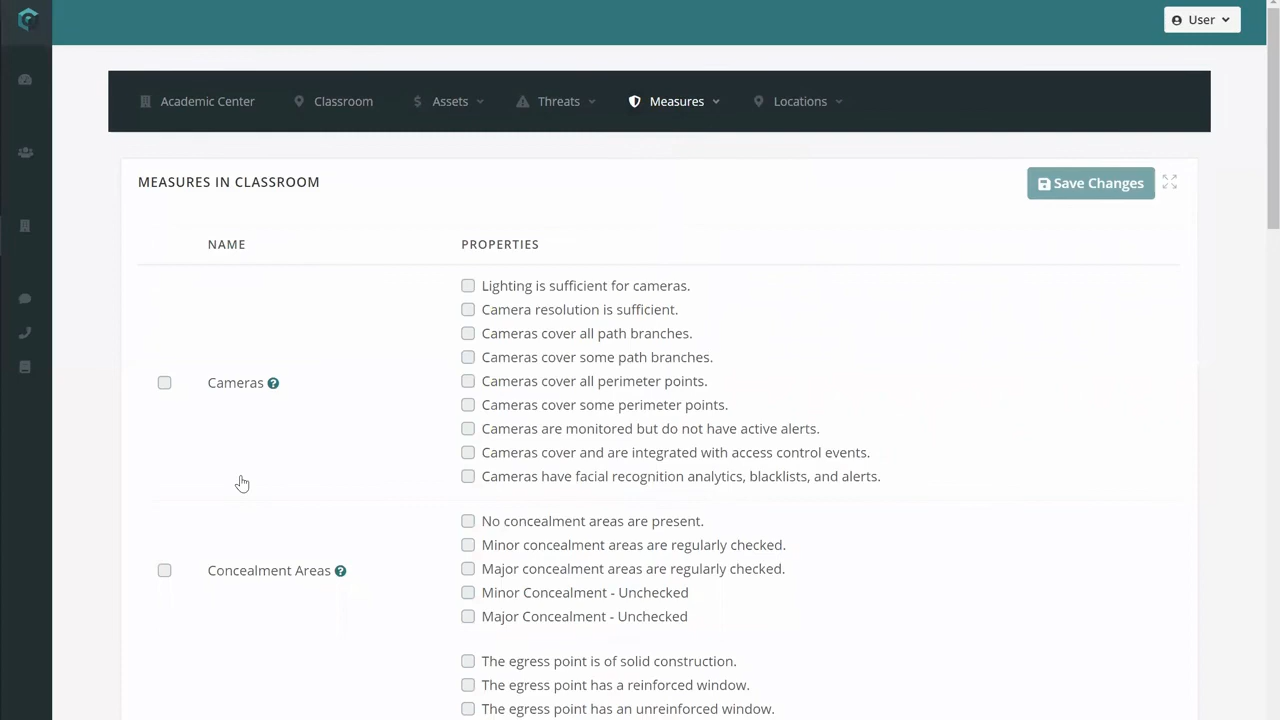 User
Academic Center
Classroom
Assets
Threats
Measures
Locations
MEASURES IN CLASSROOM
Save Changes
NAME
PROPERTIES
Cameras
Lighting is sufficient for cameras.
Camera resolution is sufficient.
Cameras cover all path branches.
Cameras cover some path branches.
Cameras cover all perimeter points.
Cameras cover some perimeter points.
Cameras are monitored but do not have active alerts.
Cameras cover and are integrated with access control events.
Cameras have facial recognition analytics, blacklists, and alerts.
Concealment Areas
No concealment areas are present.
Minor concealment areas are regularly checked.
Major concealment areas are regularly checked.
Minor Concealment - Unchecked
Major Concealment - Unchecked
The egress point is of solid construction.
The egress point has a reinforced window.
The egress point has an unreinforced window.